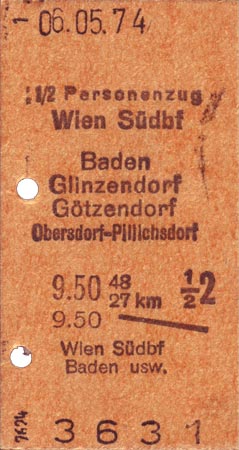 06.05.74
1/2 Personenzug
Wien Südbf
Baden
Glinzendorf
Götzendorf
Obersdorf-Pillichsdorf
9.50 48/27 km 1/2 2
9.50
Wien Südbf
Baden usw.
3631